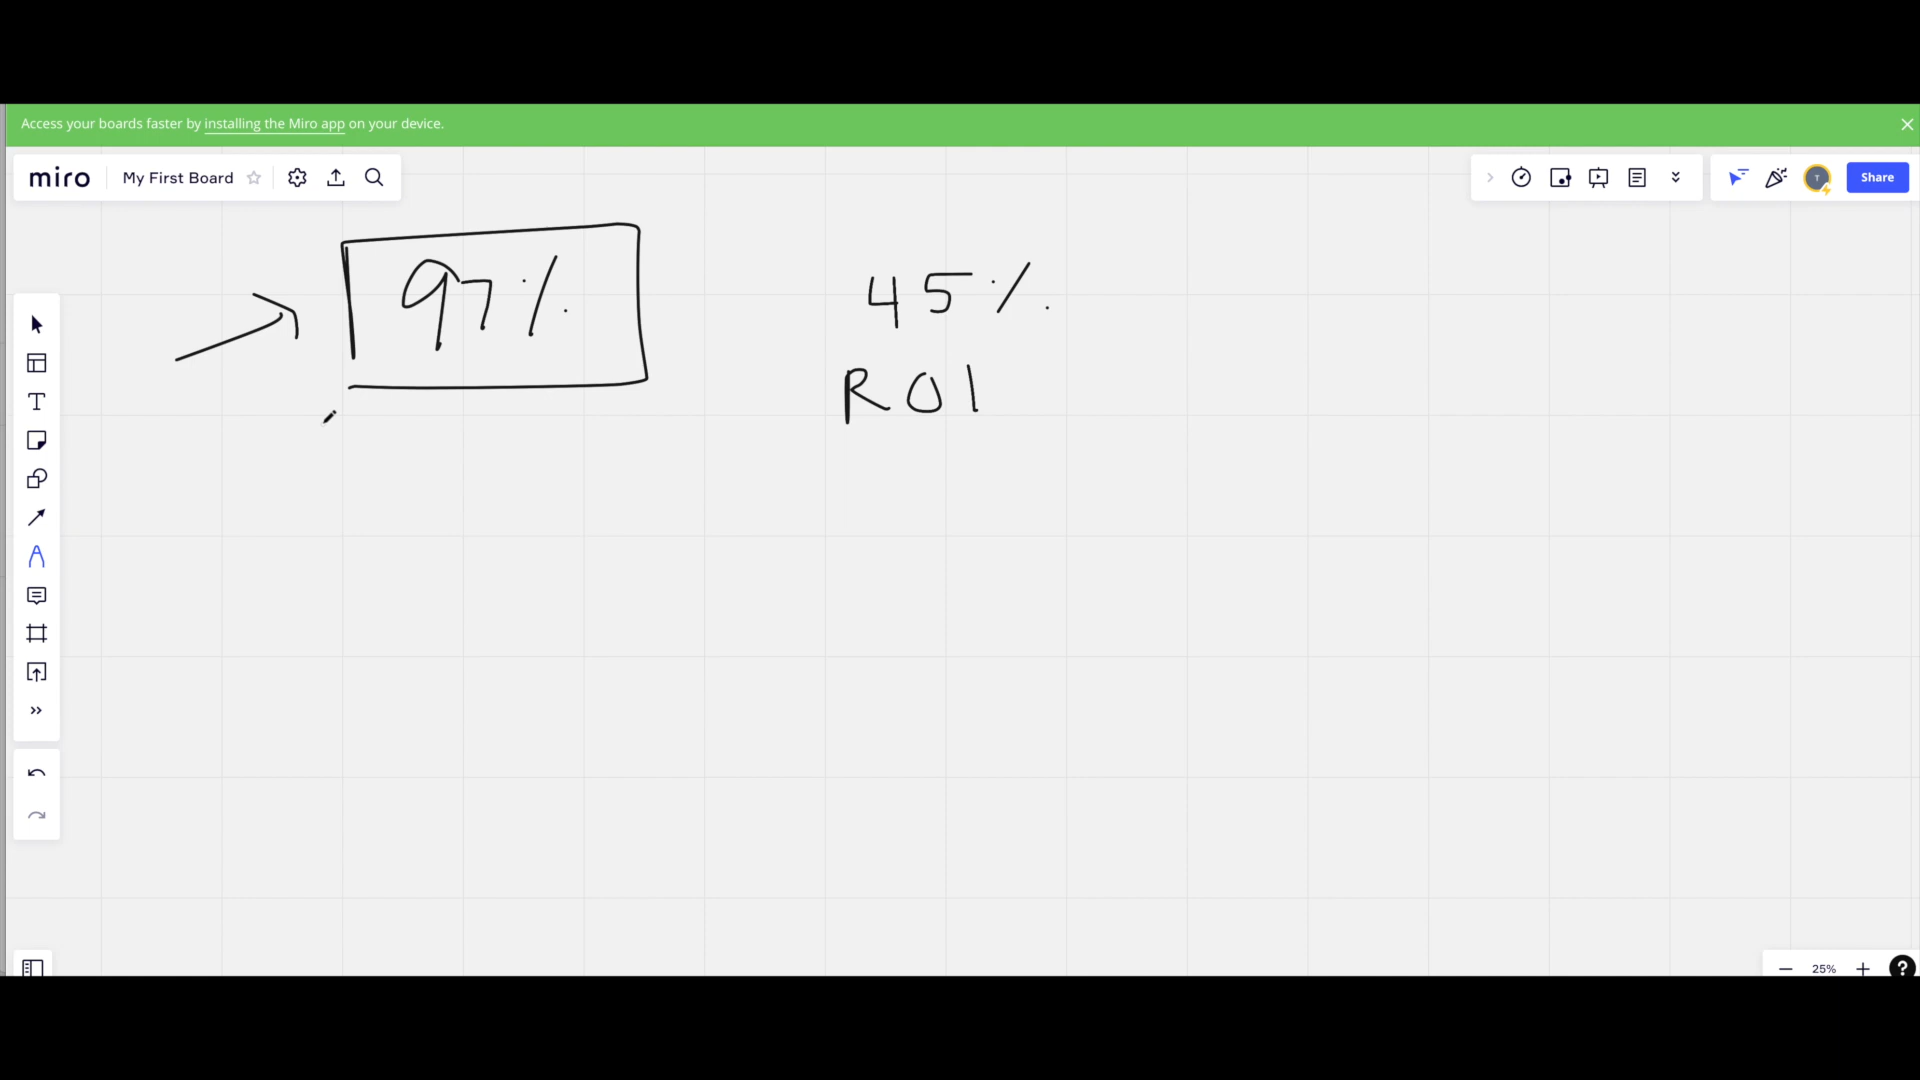 Access your boards faster by installing the Miro app on your device.
miro My First Board
Share
T
97%
45%
ROI
25%
?